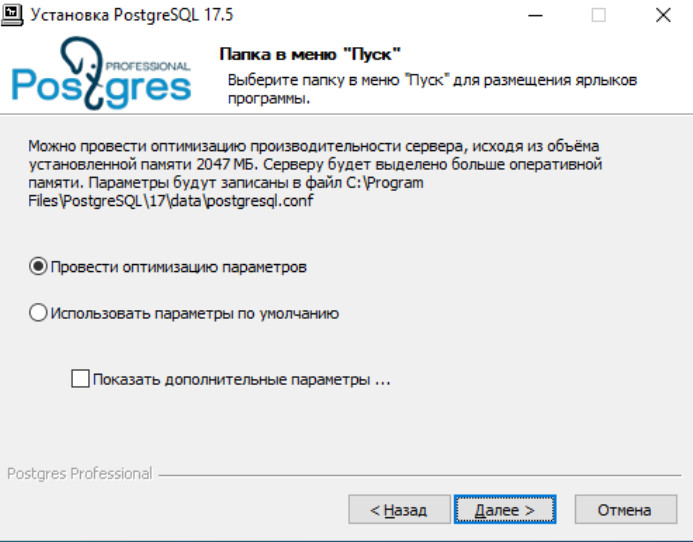 Установка PostgreSQL 17.5
PROFESSIONAL
Postgres
Папка в меню "Пуск"
Выберите папку в меню "Пуск" для размещения ярлыков
программы.
Можно провести оптимизацию производительности сервера, исходя из объёма
установленной памяти 2047 МБ. Серверу будет выделено больше оперативной
памяти. Параметры будут записаны в файл C:\Program
Files\PostgreSQL\17\data\postgresql.conf
Провести оптимизацию параметров
Использовать параметры по умолчанию
Показать дополнительные параметры ...
Postgres Professional
< Назад
Далее >
Отмена